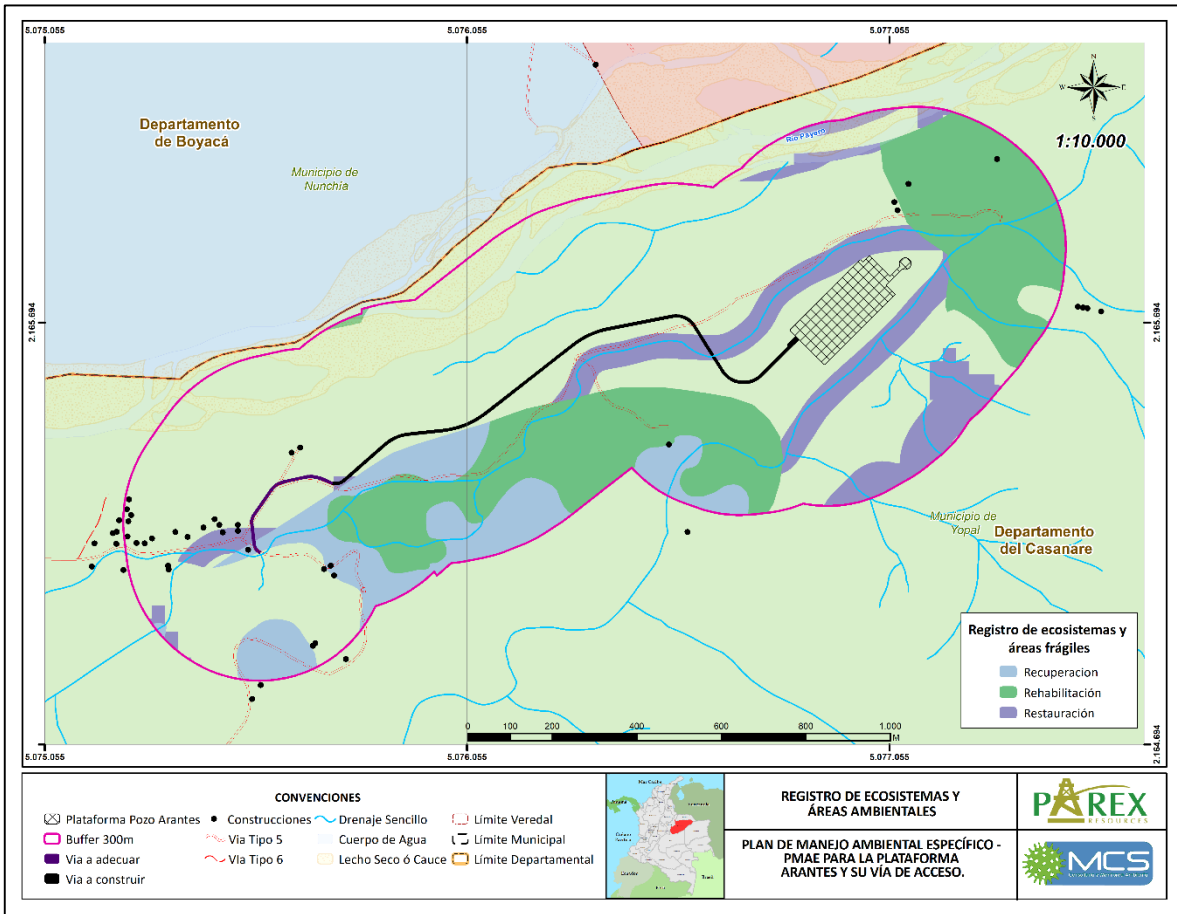 5.075.055
5.076.055
5.077.055
Departamento
de Boyacá
Municipio de
Nunchía
Río Payero
N
W
E
S
1:10.000
2.165.694
2.165.694
Municipio de
Yopal
Departamento
del Casanare
Registro de ecosistemas y
áreas frágiles
Recuperacion
Rehabilitación
Restauración
0 100 200 400 600 800 1.000
M
2.164.694
5.075.055
5.076.055
5.077.055
CONVENCIONES
Plataforma Pozo Arantes
Construcciones
Drenaje Sencillo
Límite Veredal
Buffer 300m
Via Tipo 5
Cuerpo de Agua
Límite Municipal
Vía a adecuar
VIa Tipo 6
Lecho Seco ó Cauce
Límite Departamental
Vía a construir
REGISTRO DE ECOSISTEMAS Y
ÁREAS AMBIENTALES
PLAN DE MANEJO AMBIENTAL ESPECÍFICO -
PMAE PARA LA PLATAFORMA
ARANTES Y SU VÍA DE ACCESO.
PAREX
RESOURCES
MCS